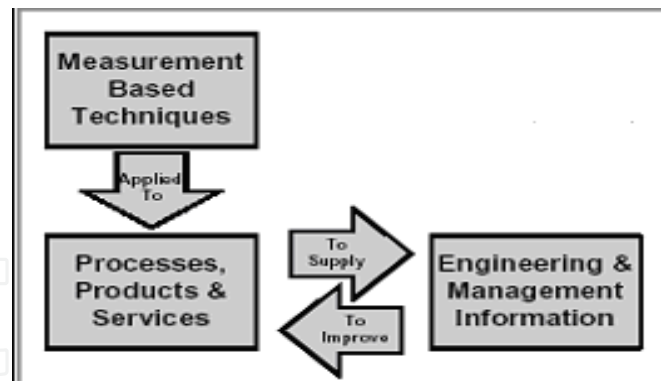 Measurement
Based
Techniques
Applied
To
Processes,
Products &
Services
To
Supply
To
Improve
Engineering &
Management
Information